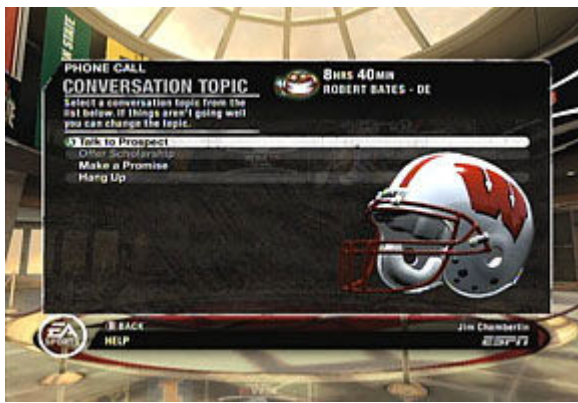 PHONE CALL
CONVERSATION TOPIC
Select a conversation topic from the
list below. If things aren't going well
you can change the topic.
8HRS 40MIN
ROBERT BATES - DE
Talk to Prospect
Offer Scholarship
Make a Promise
Hang Up
W
EA
SPORTS
B BACK
HELP
Jim Chamberlin
ESPN